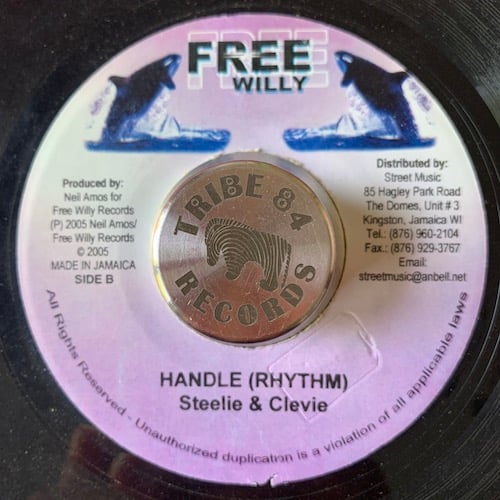 FREE
WILLY
Produced by:
Neil Amos for
Free Willy Records
(P) 2005 Neil Amos/
Free Willy Records
© 2005
MADE IN JAMAICA
SIDE B
Distributed by:
Street Music
85 Hagley Park Road
The Domes, Unit # 3
Kingston, Jamaica WI
Tel.: (876) 960-2104
Fax.: (876) 929-3767
Email:
streetmusic@anbell.net
TRIBE 84
RECORDS
HANDLE (RHYTHM)
Steelie & Clevie
All Rights Reserved - Unauthorized duplication is a violation of all applicable laws